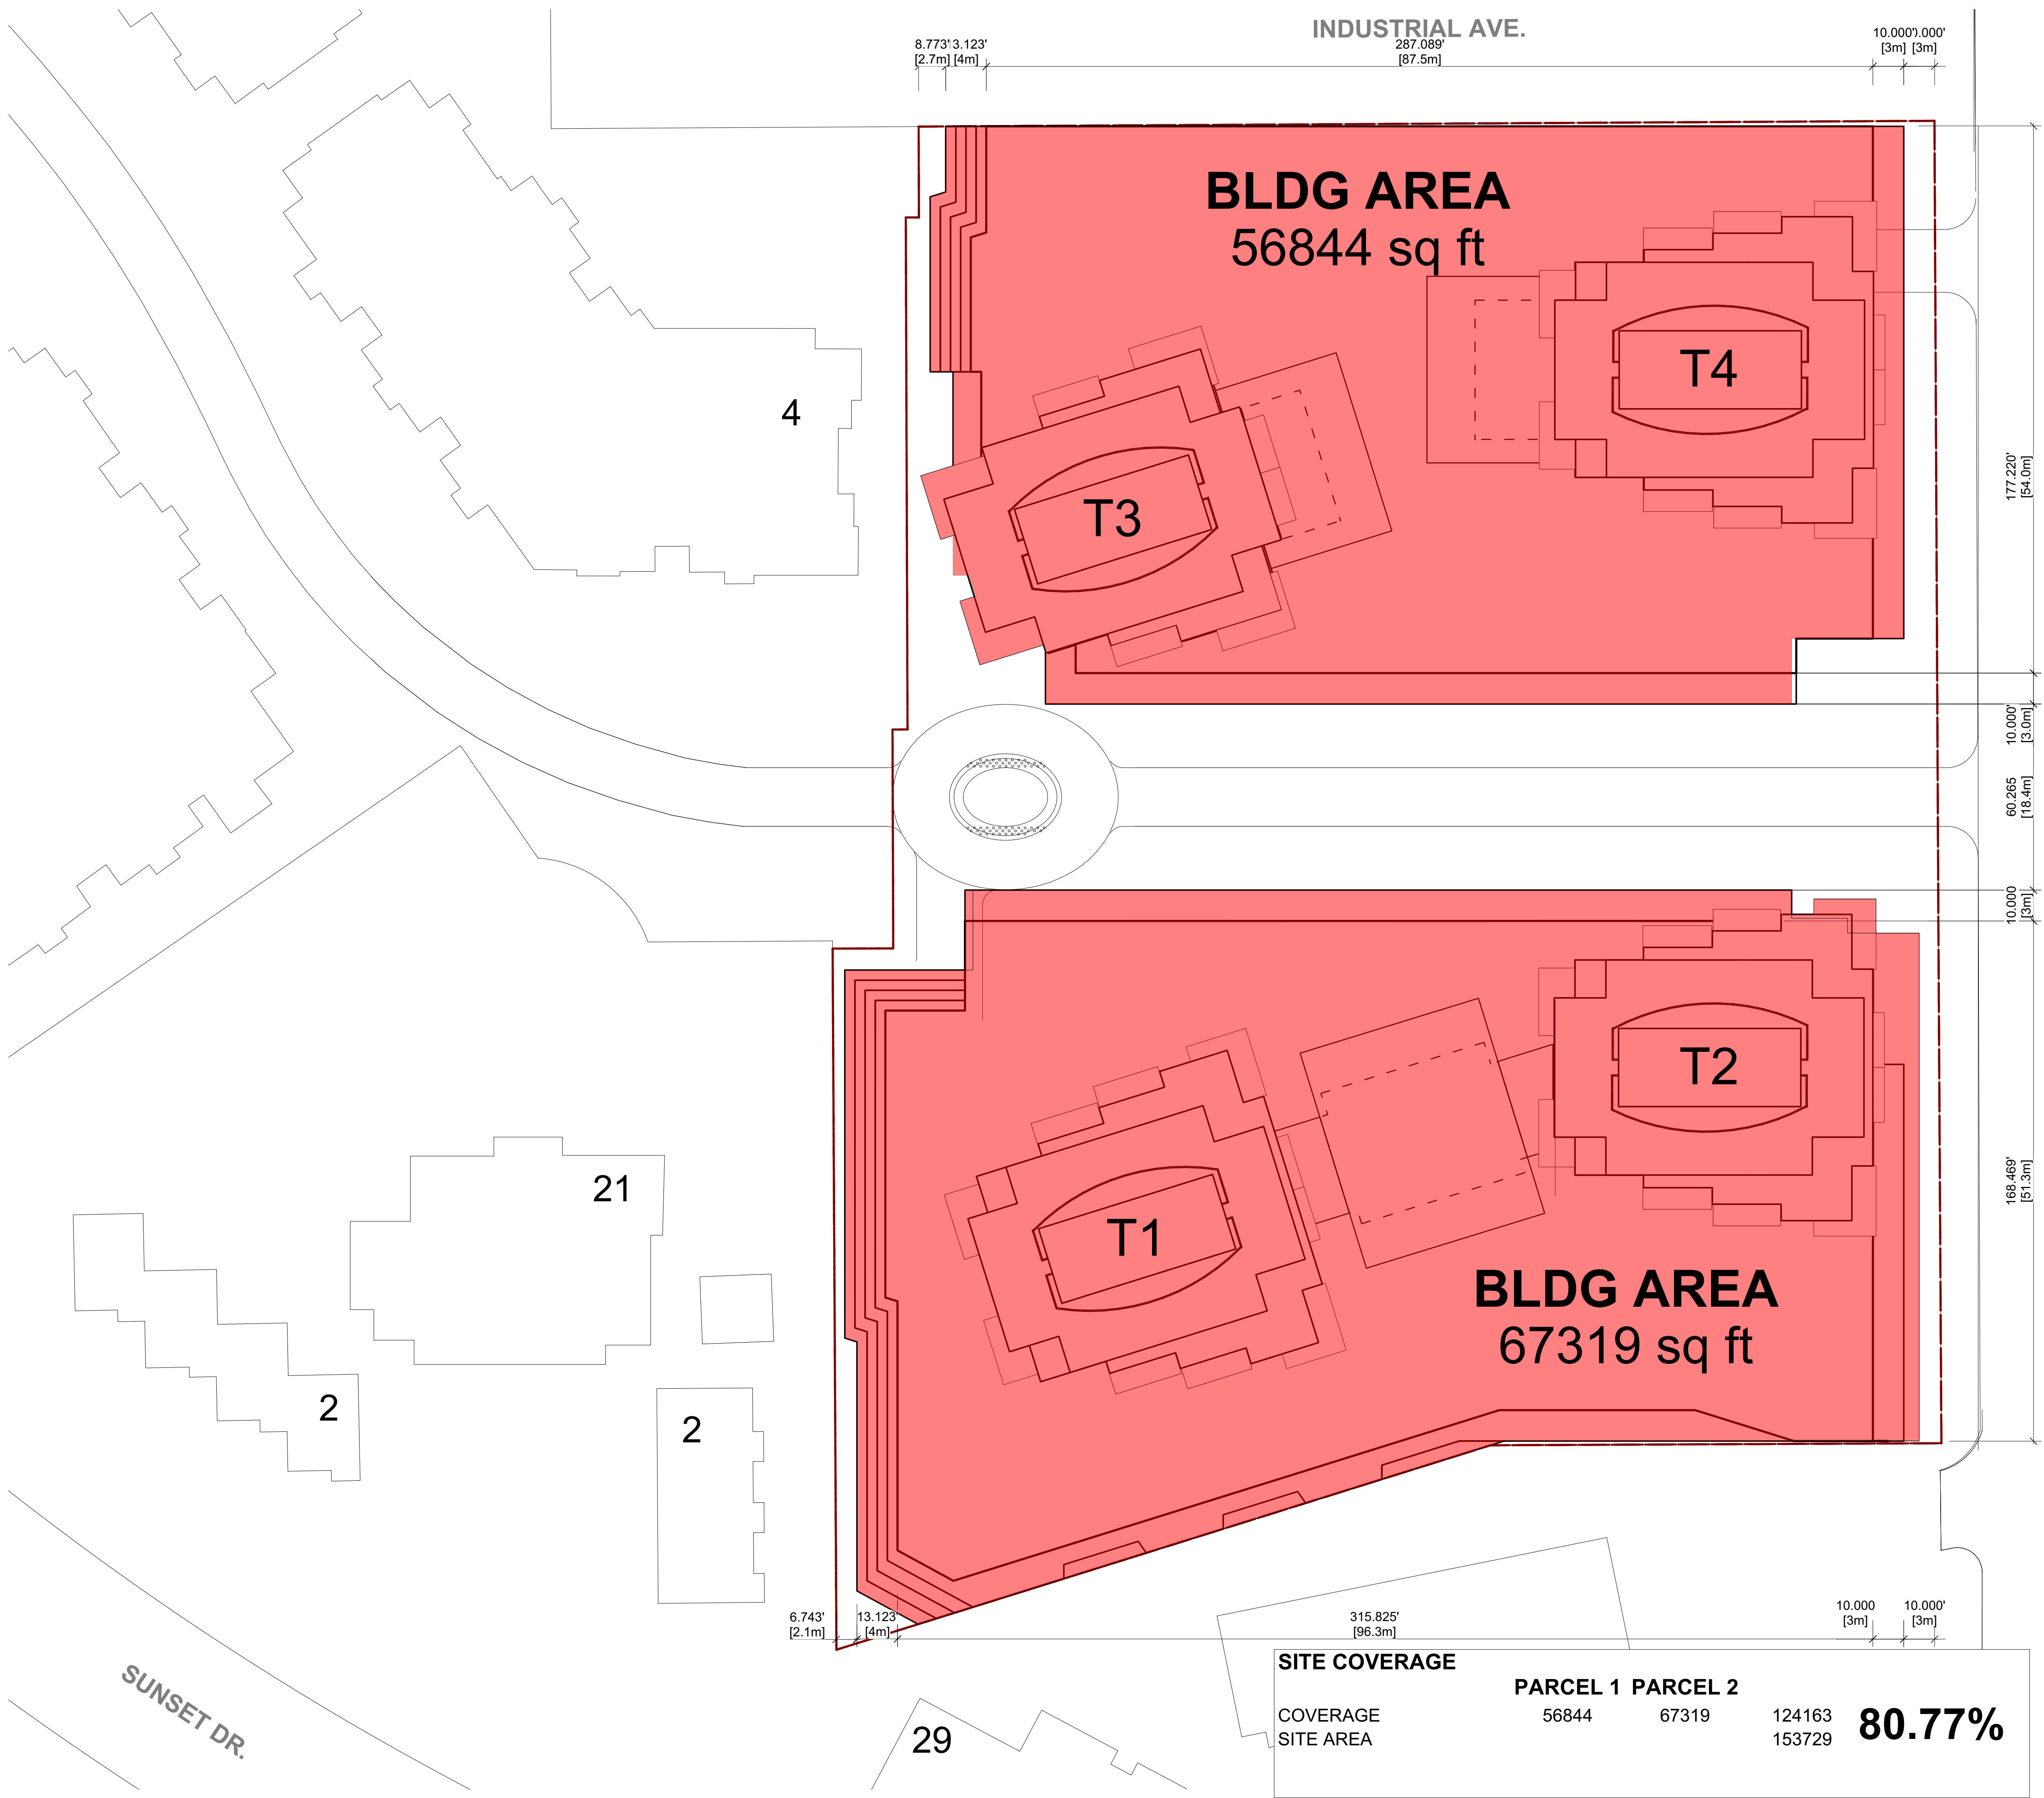 INDUSTRIAL AVE.
8.773' 13.123' 287.089' 10.000' 10.000'
[2.7m] [4m] [87.5m] [3m] [3m]
BLDG AREA
56844 sq ft
T4
4
T3
177.220'
[54.0m]
10.000'
[3.0m]
60.265
[18.4m]
10.000
[3m]
T2
21
T1
168.469'
[51.3m]
BLDG AREA
67319 sq ft
2
2
6.743' 13.123' 315.825' 10.000 10.000'
[2.1m] [4m] [96.3m] [3m] [3m]
SUNSET DR.
29
SITE COVERAGE
PARCEL 1 PARCEL 2
COVERAGE 56844 67319 124163 80.77%
SITE AREA 153729